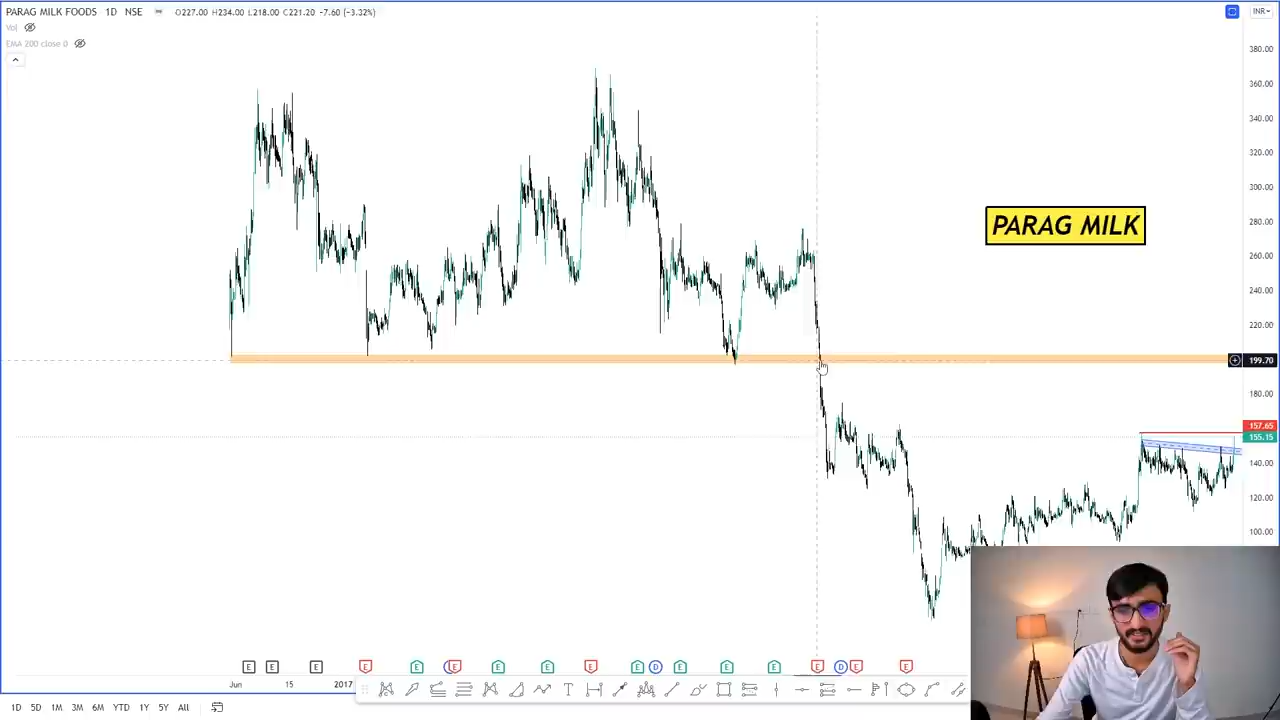 PARAG MILK FOODS 1D NSE O227.00 H234.00 L218.00 C221.20 -7.60 (-3.32%) INR
Vol
EMA 200 close 0
380.00
360.00
340.00
320.00
300.00
280.00
PARAG MILK
260.00
240.00
220.00
199.70
180.00
157.65
155.15
140.00
120.00
100.00
E E E E E E E E E E D E E E E D E E
Jun 15 2017
T
1D 5D 1M 3M 6M YTD 1Y 5Y All